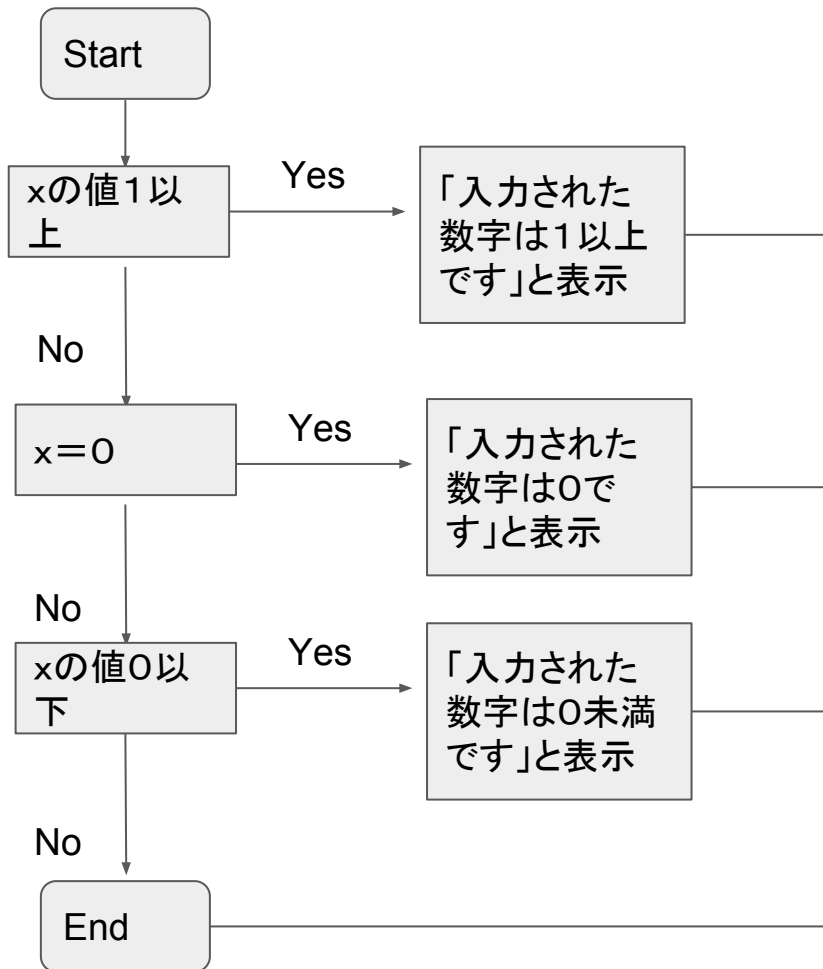 Start
xの値1以
上
Yes
「入力された
数字は1以上
です」と表示
No
x=0
Yes
「入力された
数字は0で
す」と表示
No
xの値0以
下
Yes
「入力された
数字は0未満
です」と表示
No
End